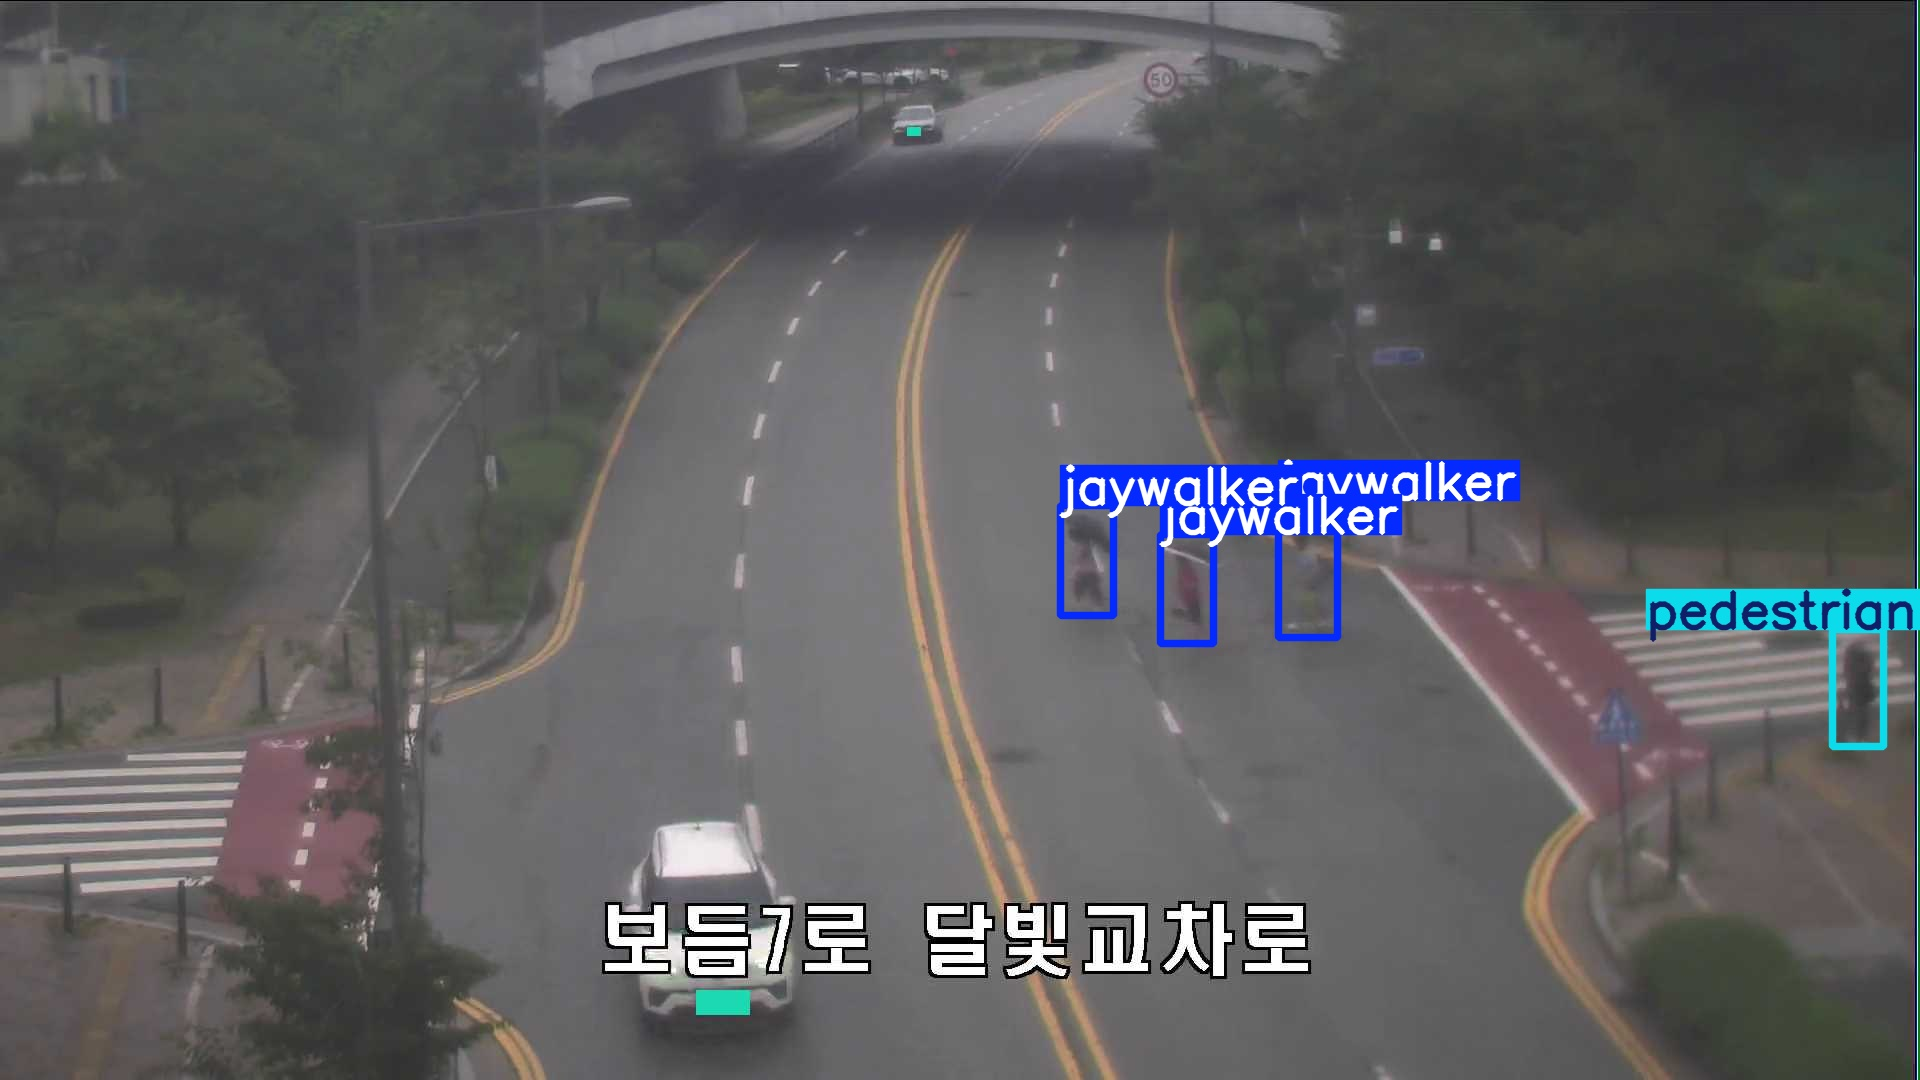 50
jaywalker
jaywalker
jaywalker
pedestrian
보듬7로 달빛교차로